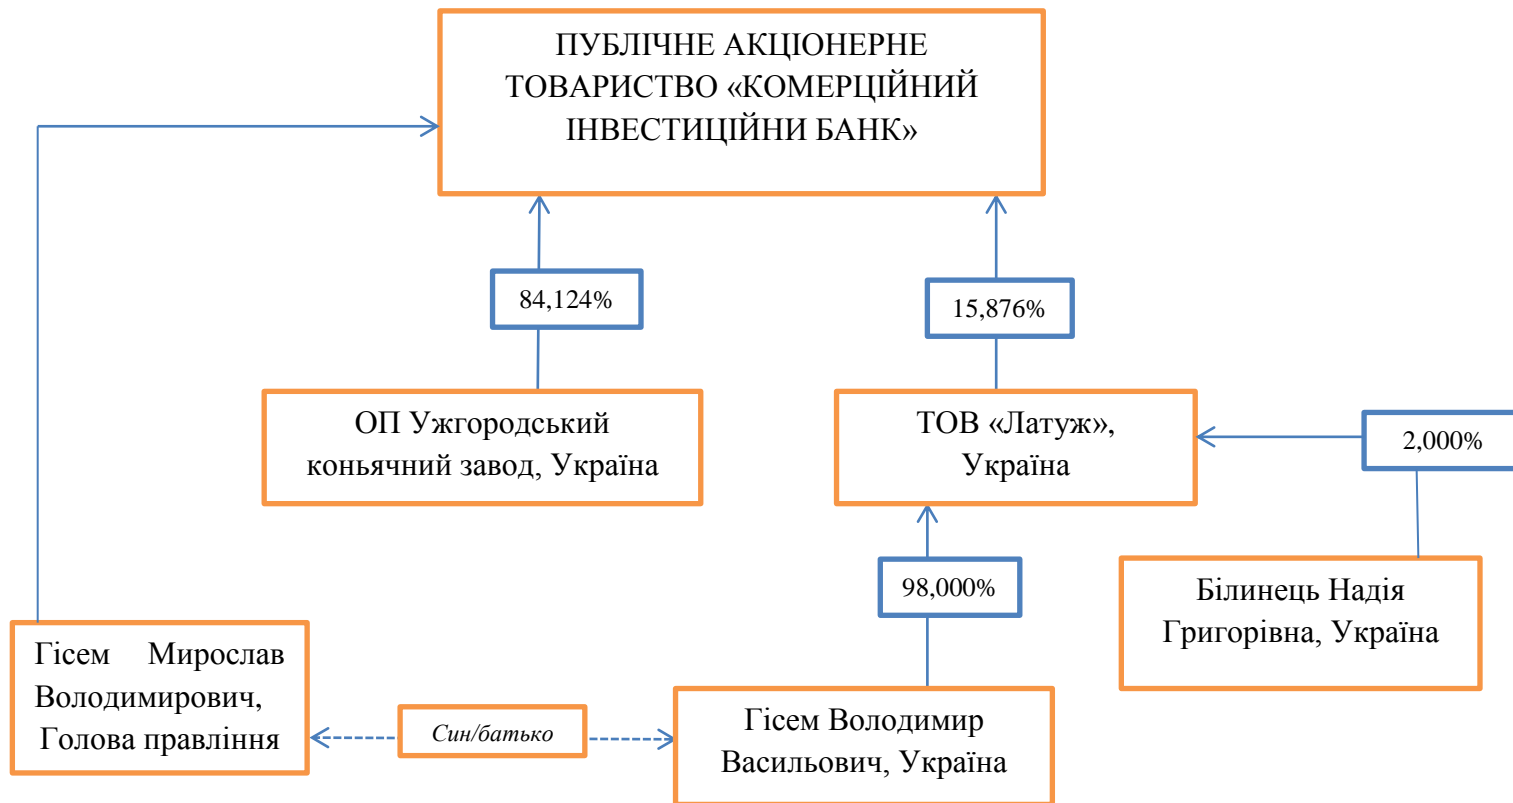 ПУБЛІЧНЕ АКЦІОНЕРНЕ
ТОВАРИСТВО «КОМЕРЦІЙНИЙ
ІНВЕСТИЦІЙНИ БАНК»
84,124%
15,876%
ОП Ужгородський
коньячний завод, Україна
ТОВ «Латуж»,
Україна
2,000%
98,000%
Білинець Надія
Григорівна, Україна
Гісем Мирослав
Володимирович,
Голова правління
Син/батько
Гісем Володимир
Васильович, Україна